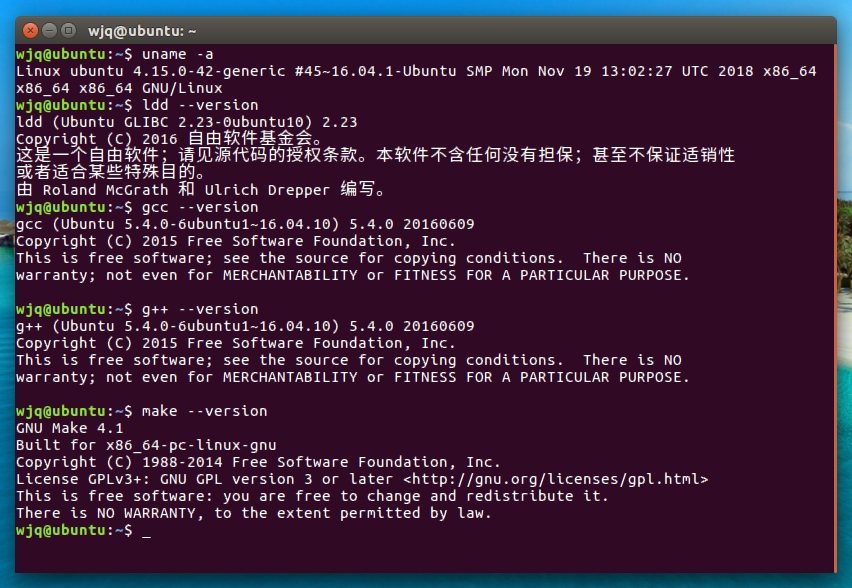 wjq@ubuntu: ~
wjq@ubuntu:~$ uname -a
Linux ubuntu 4.15.0-42-generic #45~16.04.1-Ubuntu SMP Mon Nov 19 13:02:27 UTC 2018 x86_64
x86_64 x86_64 GNU/Linux
wjq@ubuntu:~$ ldd --version
ldd (Ubuntu GLIBC 2.23-0ubuntu10) 2.23
Copyright (C) 2016 自由软件基金会。
这是一个自由软件；请见源代码的授权条款。本软件不含任何没有担保；甚至不保证适销性
或者适合某些特殊目的。
由 Roland McGrath 和 Ulrich Drepper 编写。
wjq@ubuntu:~$ gcc --version
gcc (Ubuntu 5.4.0-6ubuntu1~16.04.10) 5.4.0 20160609
Copyright (C) 2015 Free Software Foundation, Inc.
This is free software; see the source for copying conditions.  There is NO
warranty; not even for MERCHANTABILITY or FITNESS FOR A PARTICULAR PURPOSE.
wjq@ubuntu:~$ g++ --version
g++ (Ubuntu 5.4.0-6ubuntu1~16.04.10) 5.4.0 20160609
Copyright (C) 2015 Free Software Foundation, Inc.
This is free software; see the source for copying conditions.  There is NO
warranty; not even for MERCHANTABILITY or FITNESS FOR A PARTICULAR PURPOSE.
wjq@ubuntu:~$ make --version
GNU Make 4.1
Built for x86_64-pc-linux-gnu
Copyright (C) 1988-2014 Free Software Foundation, Inc.
License GPLv3+: GNU GPL version 3 or later <http://gnu.org/licenses/gpl.html>
This is free software: you are free to change and redistribute it.
There is NO WARRANTY, to the extent permitted by law.
wjq@ubuntu:~$ _